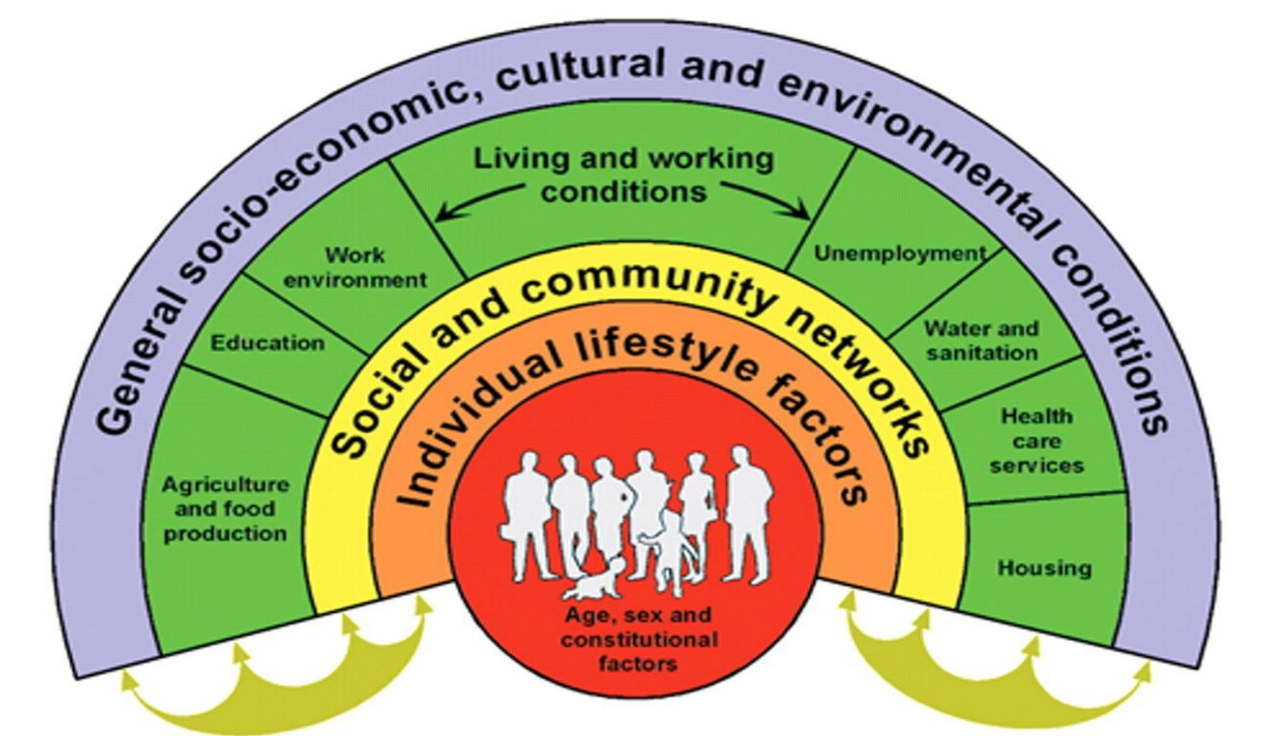 General socio-economic, cultural and environmental conditions
Living and working
conditions
Work
environment
Education
Agriculture
and food
production
Unemployment
Water and
sanitation
Health
care
services
Housing
Social and community networks
Individual lifestyle factors
Age, sex and
constitutional
factors